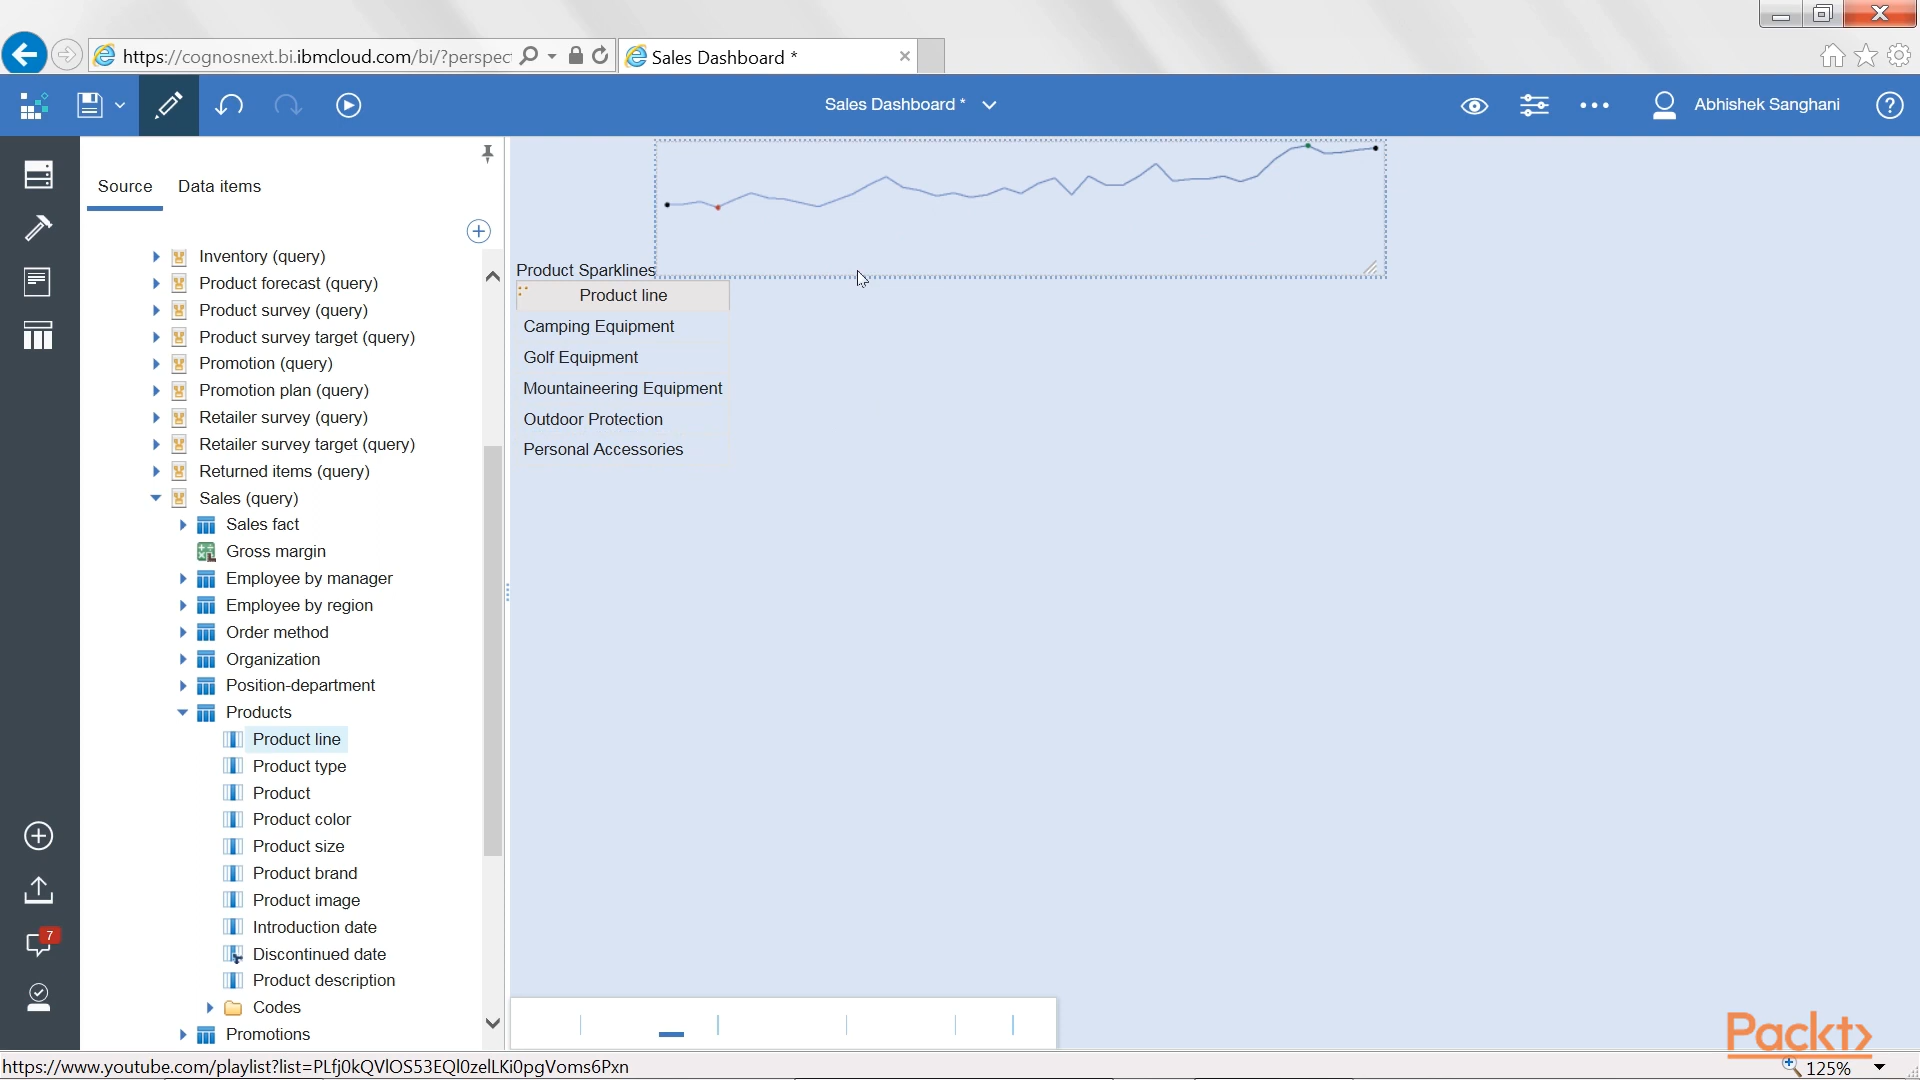 https://cognosnext.bi.ibmcloud.com/bi/?perspec
Sales Dashboard *
Sales Dashboard *
Abhishek Sanghani
Source
Data items
Inventory (query)
Product forecast (query)
Product survey (query)
Product survey target (query)
Promotion (query)
Promotion plan (query)
Retailer survey (query)
Retailer survey target (query)
Returned items (query)
Sales (query)
Sales fact
Gross margin
Employee by manager
Employee by region
Order method
Organization
Position-department
Products
Product line
Product type
Product
Product color
Product size
Product brand
Product image
Introduction date
Discontinued date
Product description
Codes
Promotions
7
Product Sparklines
Product line
Camping Equipment
Golf Equipment
Mountaineering Equipment
Outdoor Protection
Personal Accessories
Packt>
https://www.youtube.com/playlist?list=PLfj0kQVlOS53EQl0zelLKi0pgVoms6Pxn
125%